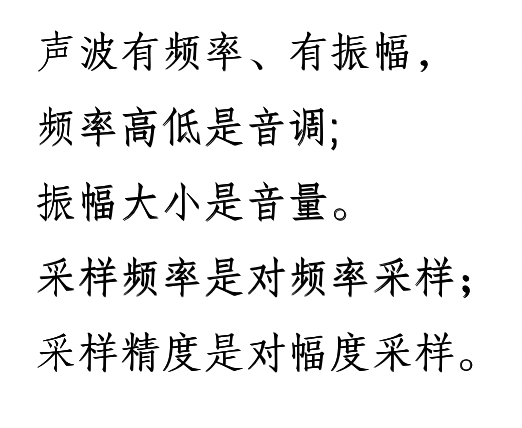 声波有频率、有振幅，
频率高低是音调;
振幅大小是音量。
采样频率是对频率采样；
采样精度是对幅度采样。